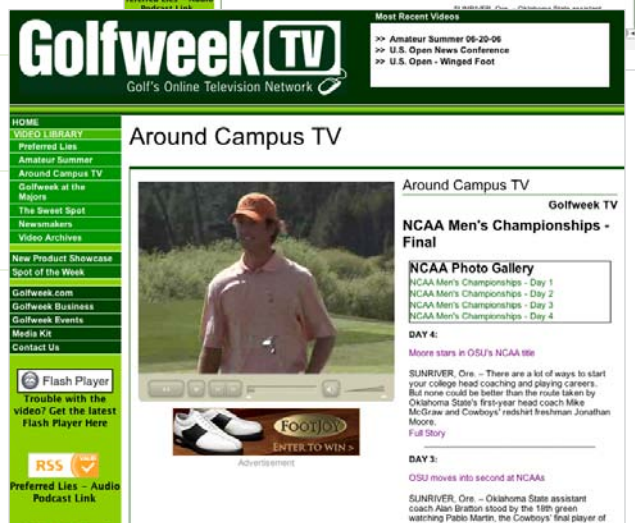 Preferred Lies - Audio
Podcast Link
SUNRIVER, Ore. - Oklahoma State assistant
Golfweek TV
Golf's Online Television Network
Most Recent Videos
>> Amateur Summer 06-20-06
>> U.S. Open News Conference
>> U.S. Open - Winged Foot
HOME
VIDEO LIBRARY
Preferred Lies
Amateur Summer
Around Campus TV
Golfweek at the
Majors
The Sweet Spot
Newsmakers
Video Archives
New Product Showcase
Spot of the Week
Golfweek.com
Golfweek Business
Golfweek Events
Media Kit
Contact Us
Flash Player
Trouble with the
video? Get the latest
Flash Player Here
RSS
Preferred Lies - Audio
Podcast Link
Around Campus TV
FOOTJOY
ENTER TO WIN >
Advertisement
Around Campus TV
Golfweek TV
NCAA Men's Championships -
Final
NCAA Photo Gallery
NCAA Men's Championships - Day 1
NCAA Men's Championships - Day 2
NCAA Men's Championships - Day 3
NCAA Men's Championships - Day 4
DAY 4:
Moore stars in OSU's NCAA title
SUNRIVER, Ore. – There are a lot of ways to start
your college head coaching and playing careers.
But none could be better than the route taken by
Oklahoma State's first-year head coach Mike
McGraw and Cowboys' redshirt freshman Jonathan
Moore.
Full Story
DAY 3:
OSU moves into second at NCAAs
SUNRIVER, Ore. – Oklahoma State assistant
coach Alan Bratton stood by the 18th green
watching Pablo Martin, the Cowboys' final player of